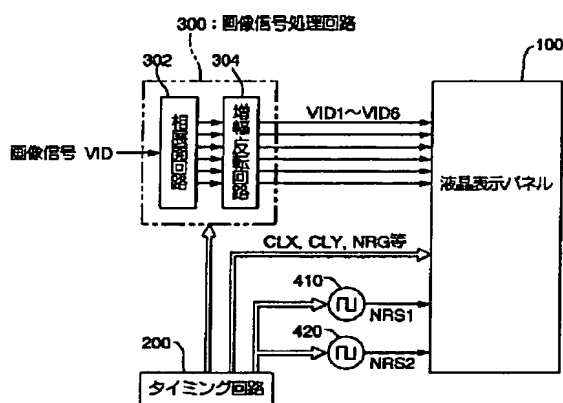 300:画像信号処理回路
302
304
100
相展開回路
増幅・反転回路
VID1〜VID6
画像信号 VID
液晶表示パネル
CLX, CLY, NRG等
410
NRS1
420
NRS2
200
タイミング回路